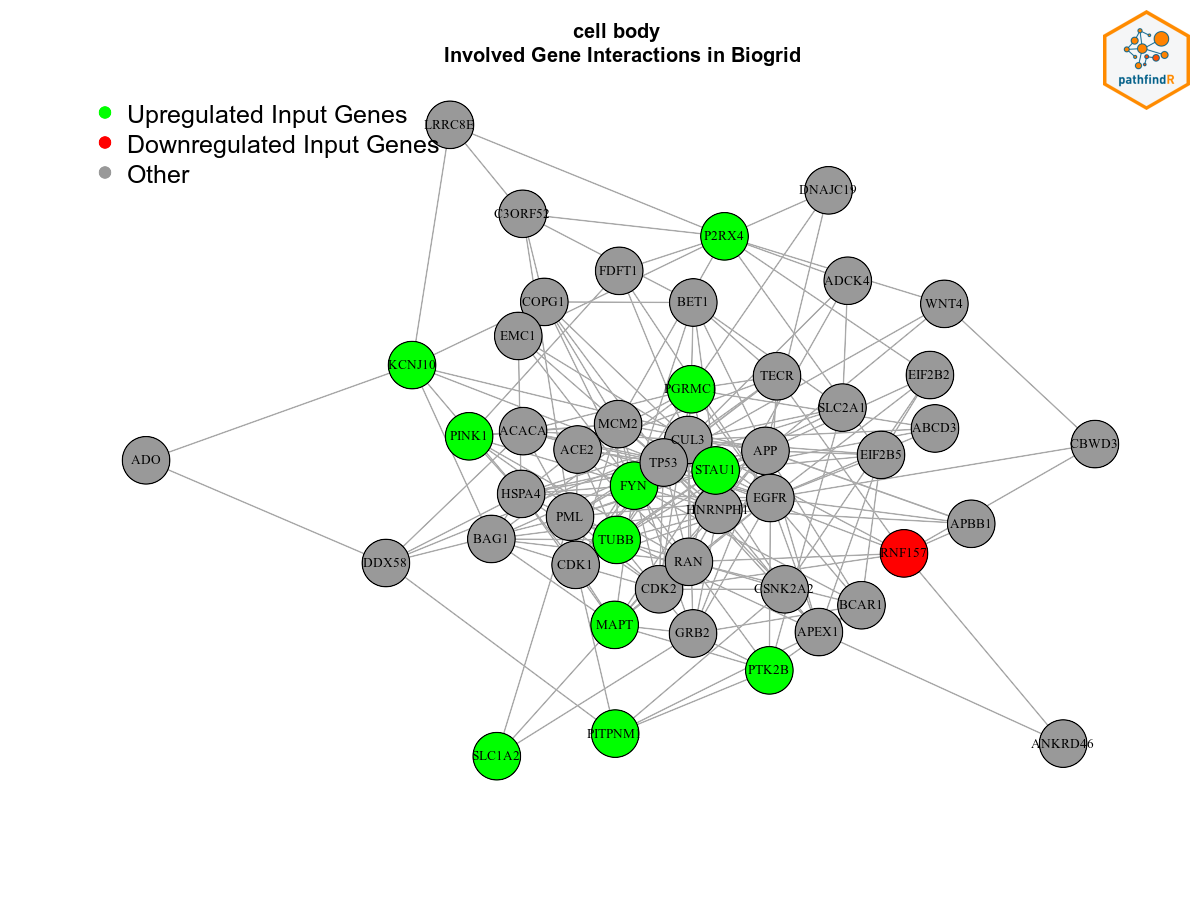 cell body
Involved Gene Interactions in Biogrid
pathfindR
Upregulated Input Genes
Downregulated Input Genes
Other
LRRC8E
DNAJC19
C3ORF52
P2RX4
FDFT1
ADCK4
COPG1
BET1
WNT4
EMC1
KCNJ10
TECR
EIF2B2
PGRMC1
SLC2A1
MCM2
ABCD3
PINK1
ACACA
CUL3
CBWD3
ACE2
APP
EIF2B5
ADO
TP53
STAU1
FYN
HSPA4
EGFR
HNRNPH1
PML
APBB1
BAG1
TUBB
RNF157
DDX58
CDK1
RAN
CDK2
CSNK2A2
BCAR1
MAPT
GRB2
APEX1
PTK2B
PITPNM1
ANKRD46
SLC1A2